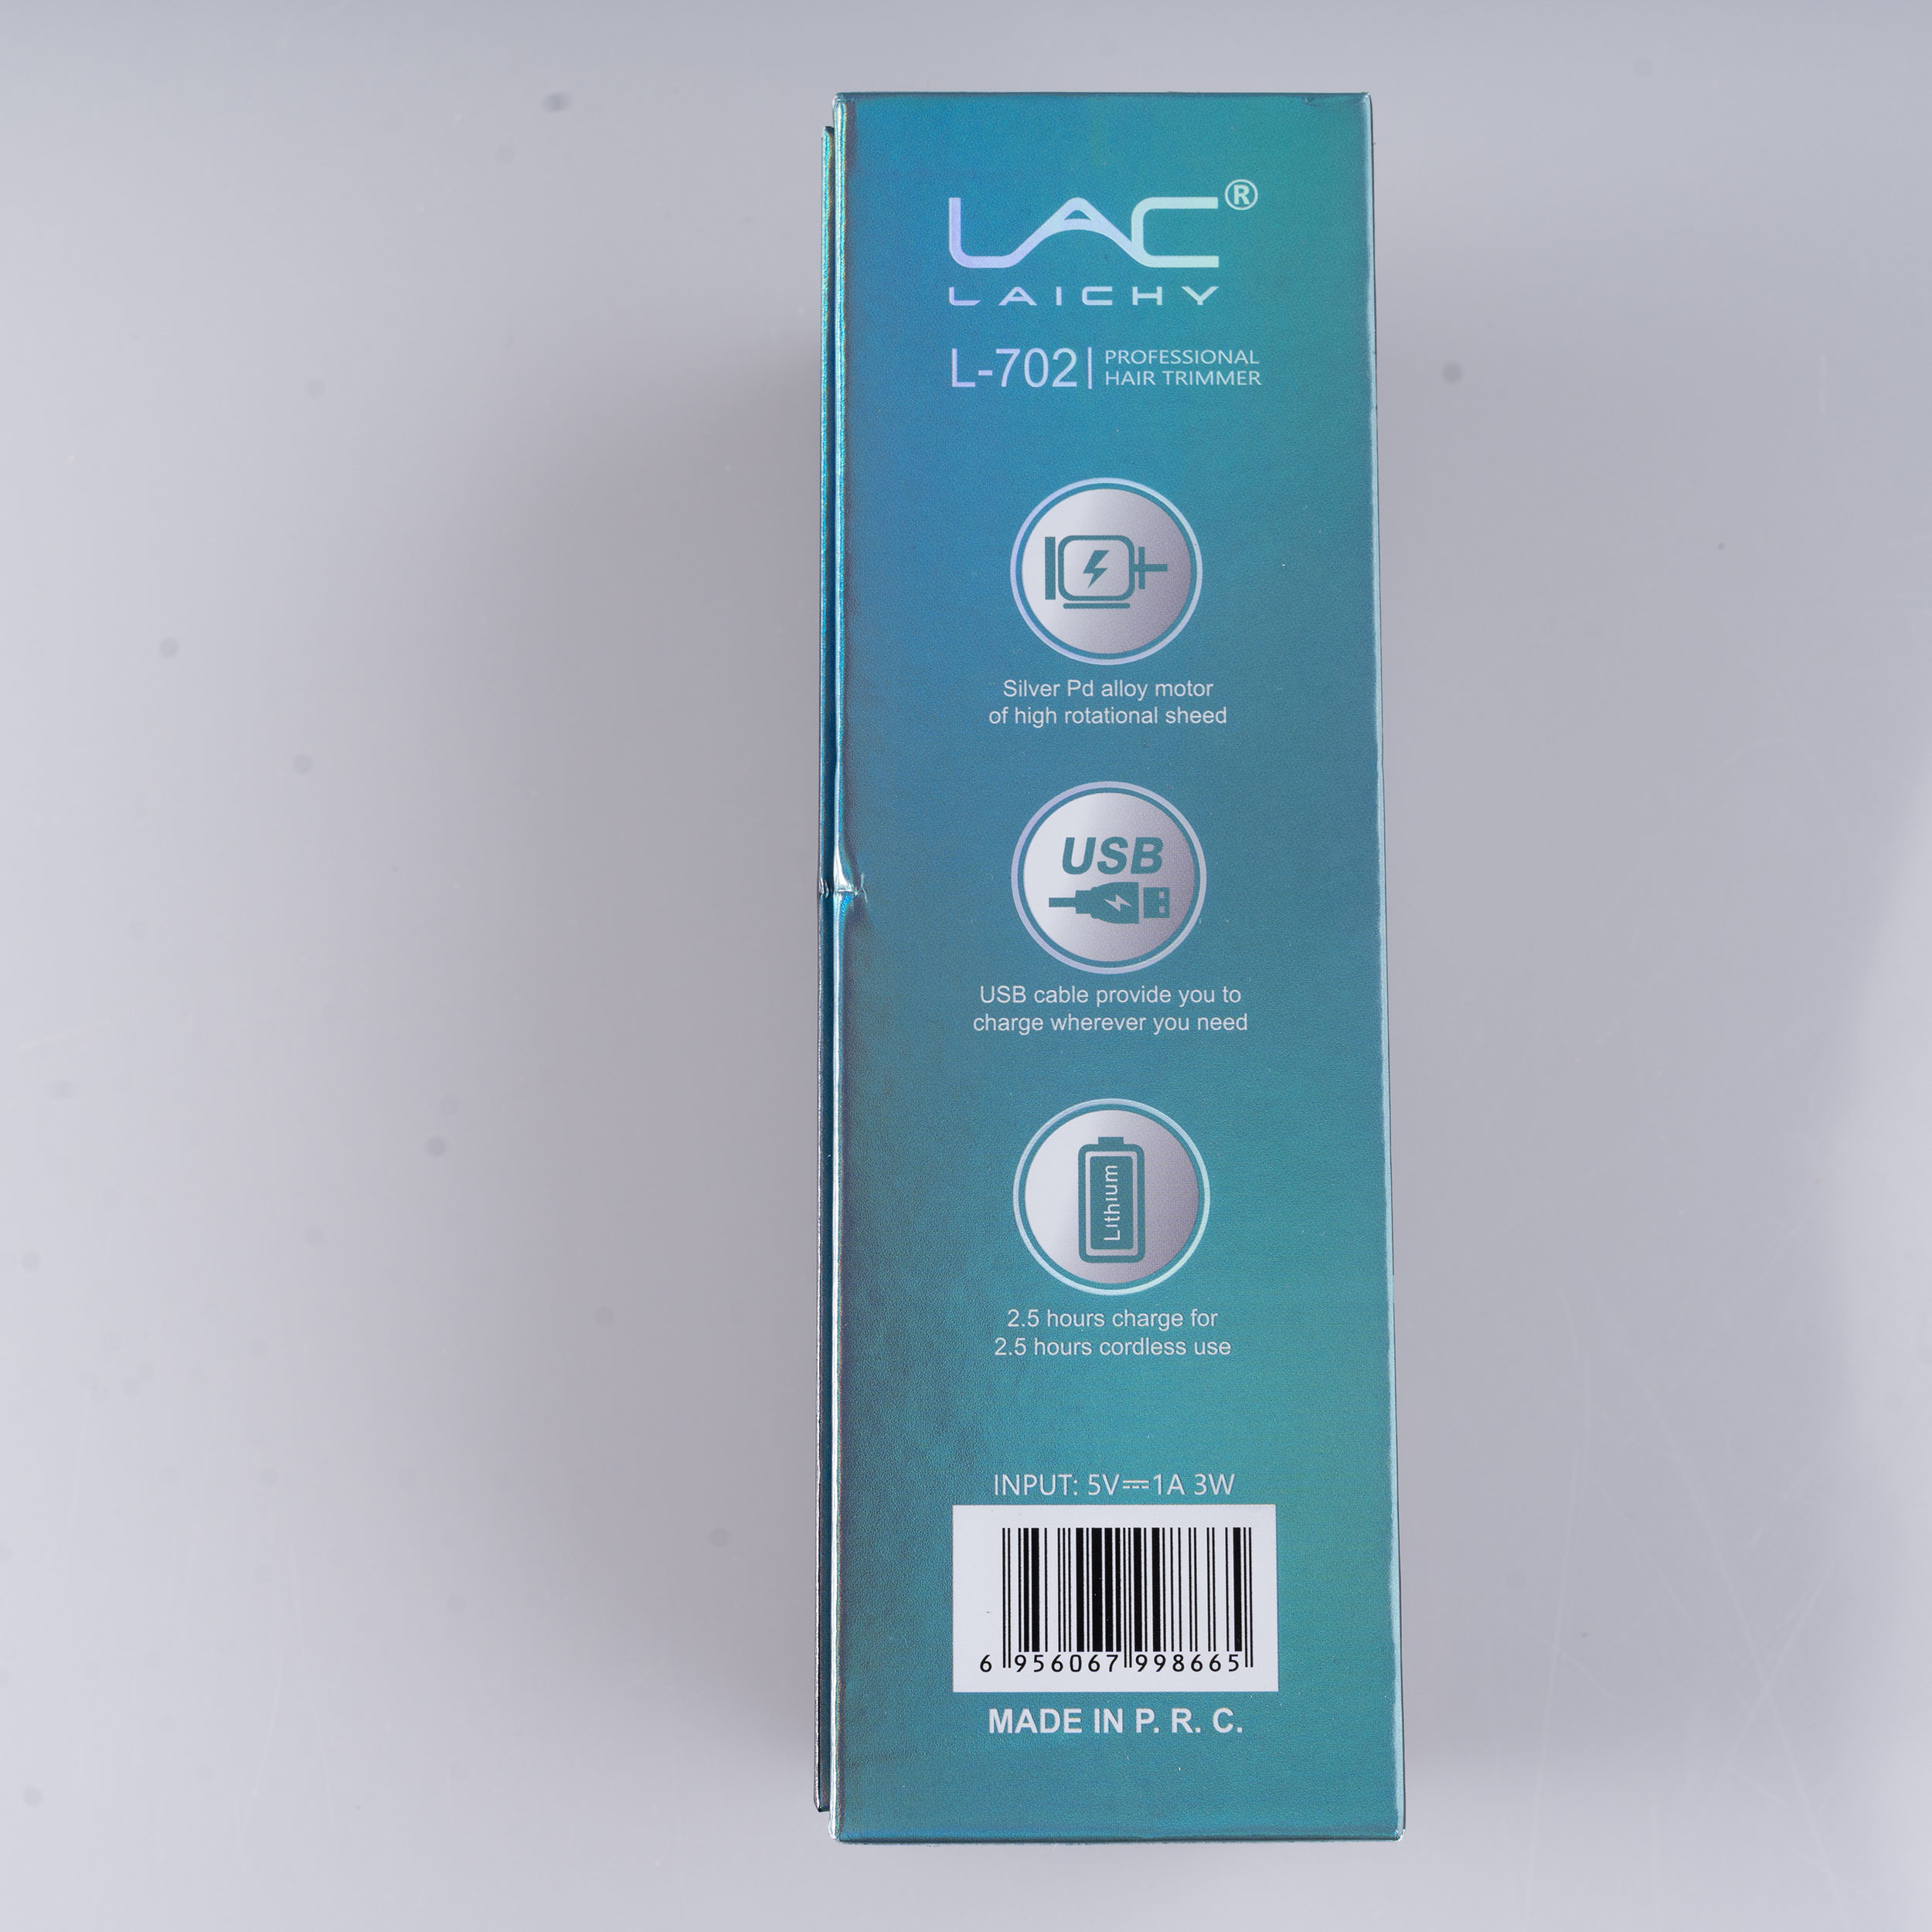 LAC®
LAICHY
L-702 | PROFESSIONAL
HAIR TRIMMER
Silver Pd alloy motor
of high rotational sheed
USB
USB cable provide you to
charge wherever you need
Lithium
2.5 hours charge for
2.5 hours cordless use
INPUT: 5V⎓1A 3W
6 956067 998665
MADE IN P. R. C.